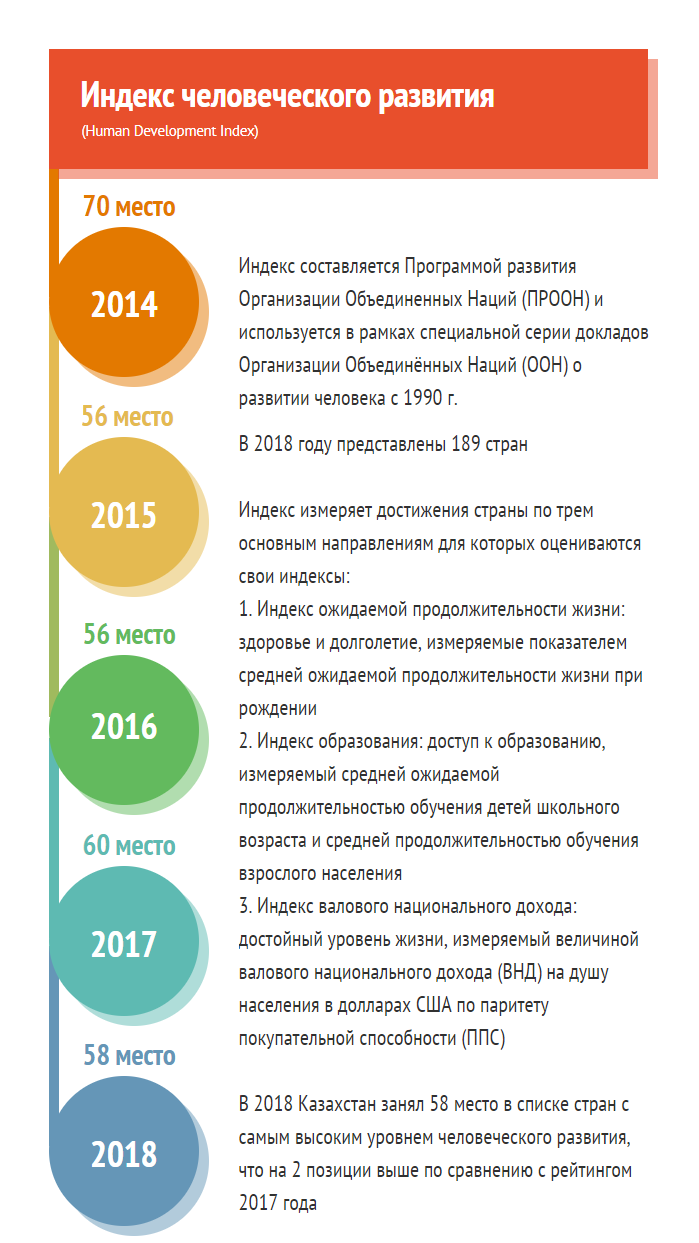 Индекс человеческого развития
(Human Development Index)
70 место
2014
Индекс составляется Программой развития
Организации Объединенных Наций (ПРООН) и
используется в рамках специальной серии докладов
Организации Объединённых Наций (ООН) о
развитии человека с 1990 г.
56 место
В 2018 году представлены 189 стран
2015
Индекс измеряет достижения страны по трем
основным направлениям для которых оцениваются
свои индексы:
1. Индекс ожидаемой продолжительности жизни:
здоровье и долголетие, измеряемые показателем
средней ожидаемой продолжительности жизни при
рождении
56 место
2016
2. Индекс образования: доступ к образованию,
измеряемый средней ожидаемой
продолжительностью обучения детей школьного
возраста и средней продолжительностью обучения
взрослого населения
60 место
2017
3. Индекс валового национального дохода:
достойный уровень жизни, измеряемый величиной
валового национального дохода (ВНД) на душу
населения в долларах США по паритету
покупательной способности (ППС)
58 место
2018
В 2018 Казахстан занял 58 место в списке стран с
самым высоким уровнем человеческого развития,
что на 2 позиции выше по сравнению с рейтингом
2017 года